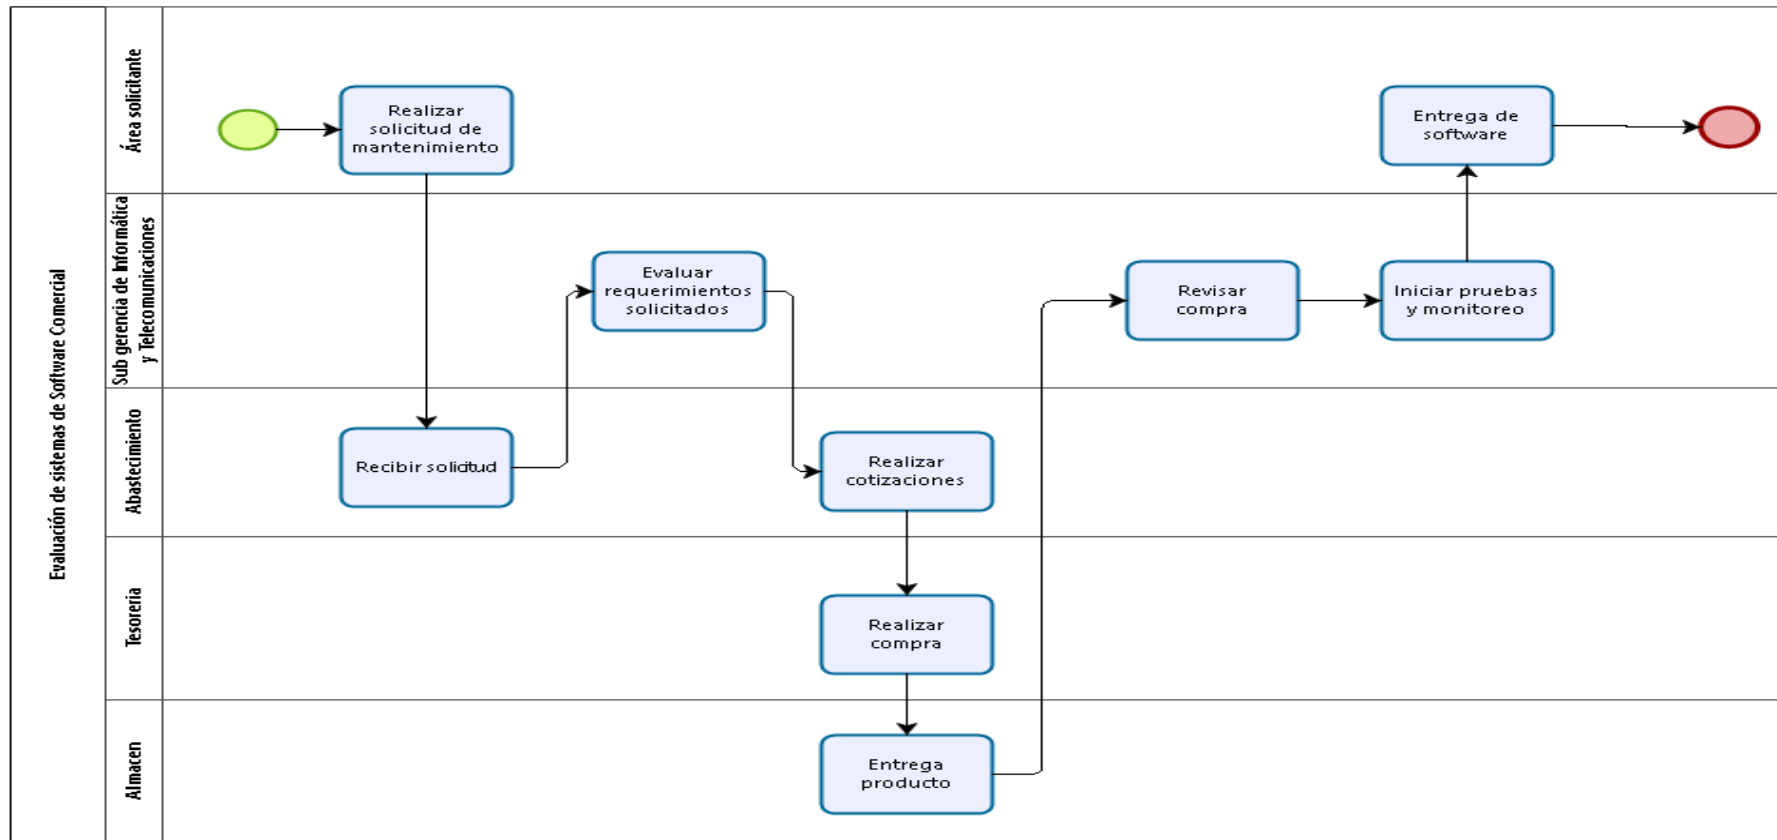 Evaluación de sistemas de Software Comercial
Área solicitante
Realizar
solicitud de
mantenimiento
Entrega de
software
Sub gerencia de Informática
y Telecomunicaciones
Evaluar
requerimientos
solicitados
Revisar
compra
Iniciar pruebas
y monitoreo
Abastecimiento
Recibir solicitud
Realizar
cotizaciones
Tesoreria
Realizar
compra
Almacen
Entrega
producto